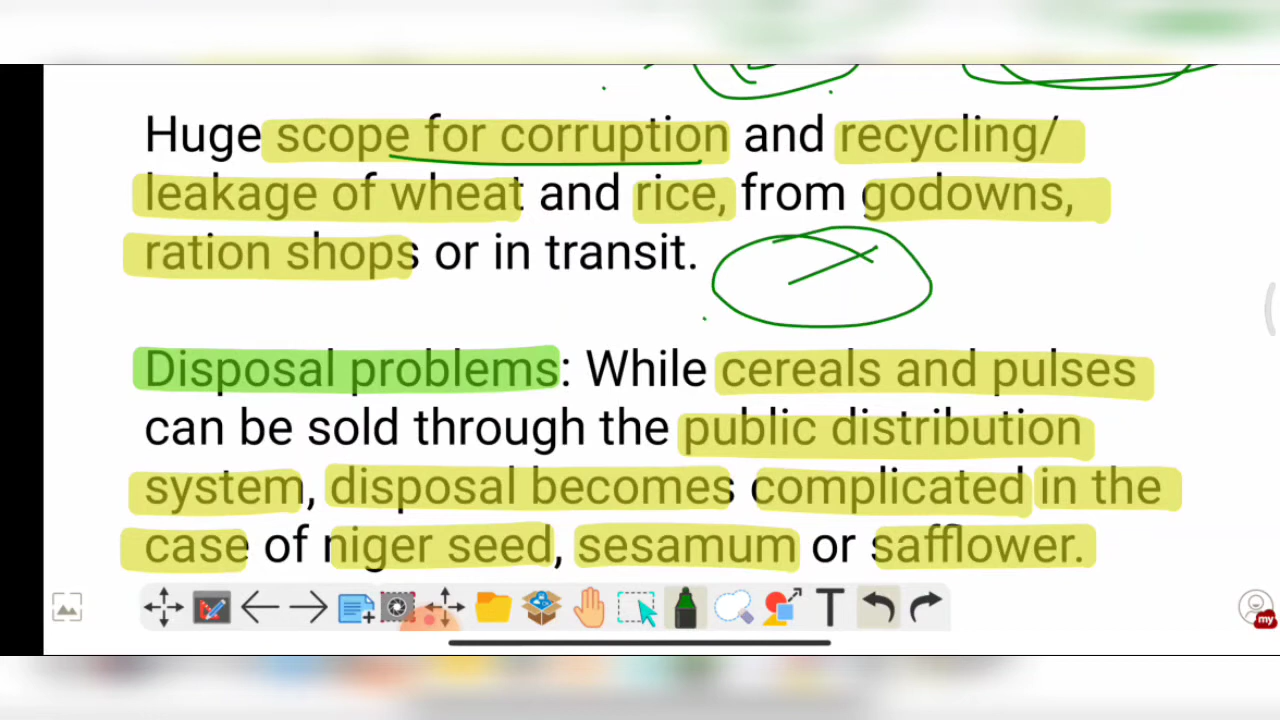 Huge scope for corruption and recycling/
leakage of wheat and rice, from godowns,
ration shops or in transit.
Disposal problems: While cereals and pulses
can be sold through the public distribution
system, disposal becomes complicated in the
case of niger seed, sesamum or safflower.
T
my